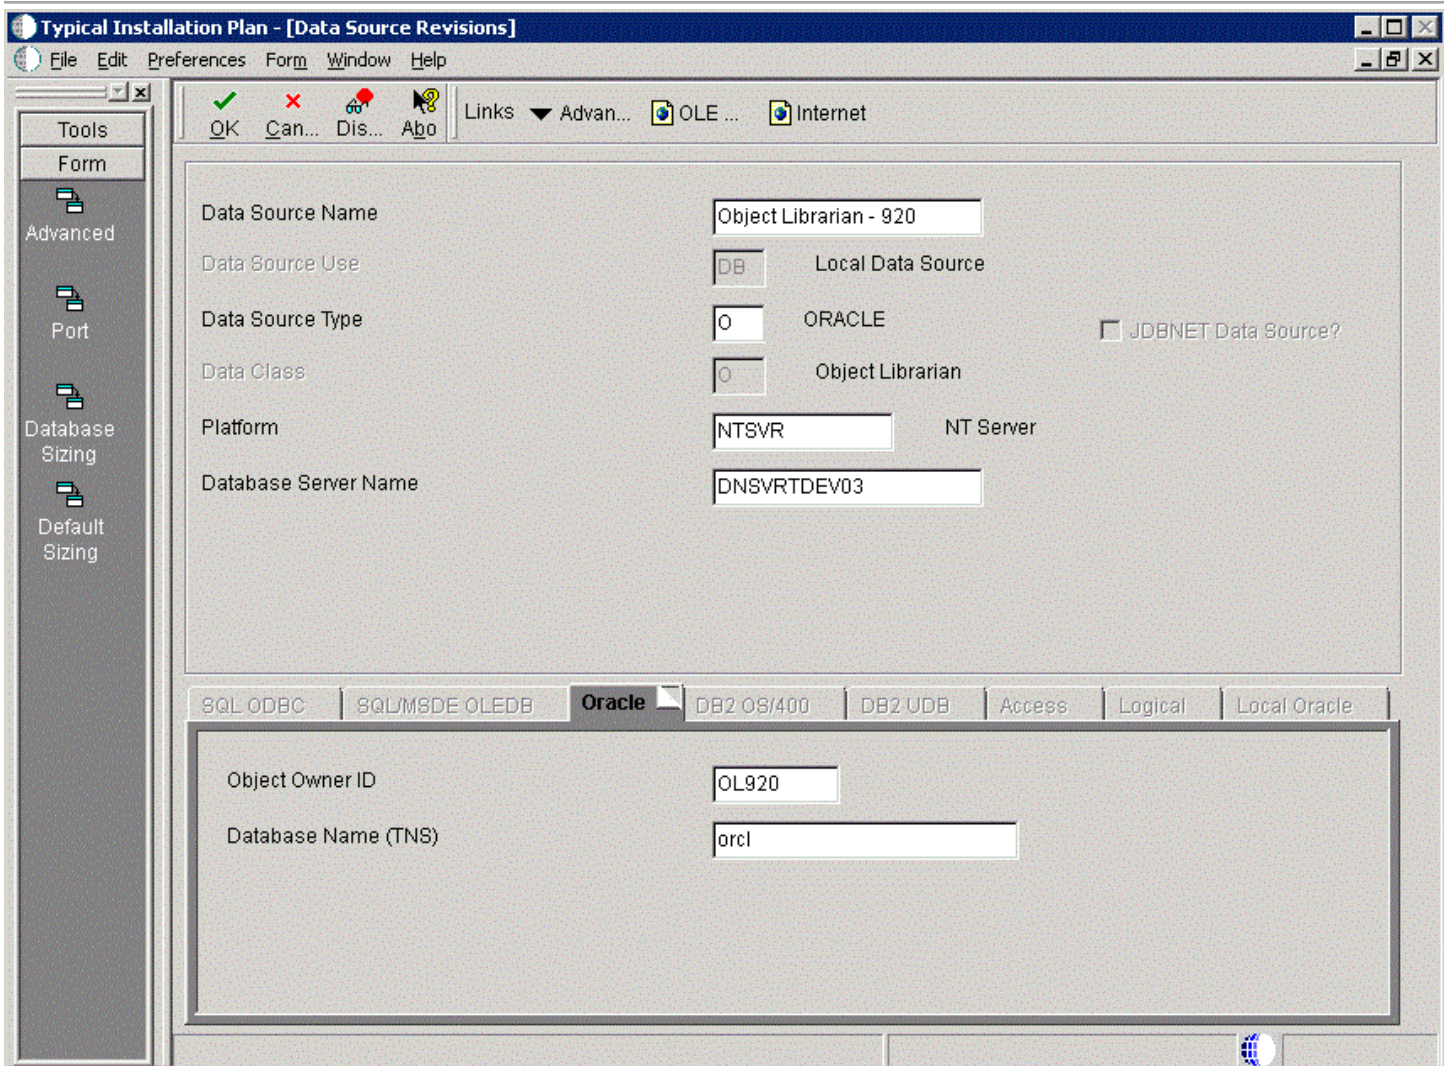 Typical Installation Plan - [Data Source Revisions]
File Edit Preferences Form Window Help
Tools
Form
Advanced
Port
Database
Sizing
Default
Sizing
OK Can... Dis... Abo Links Advan... OLE ... Internet
Data Source Name Object Librarian - 920
Data Source Use DB Local Data Source
Data Source Type O ORACLE JDBNET Data Source?
Data Class O Object Librarian
Platform NTSVR NT Server
Database Server Name DNSVRTDEV03
SQL ODBC SQL/MSDE OLEDB Oracle DB2 OS/400 DB2 UDB Access Logical Local Oracle
Object Owner ID OL920
Database Name (TNS) orcl